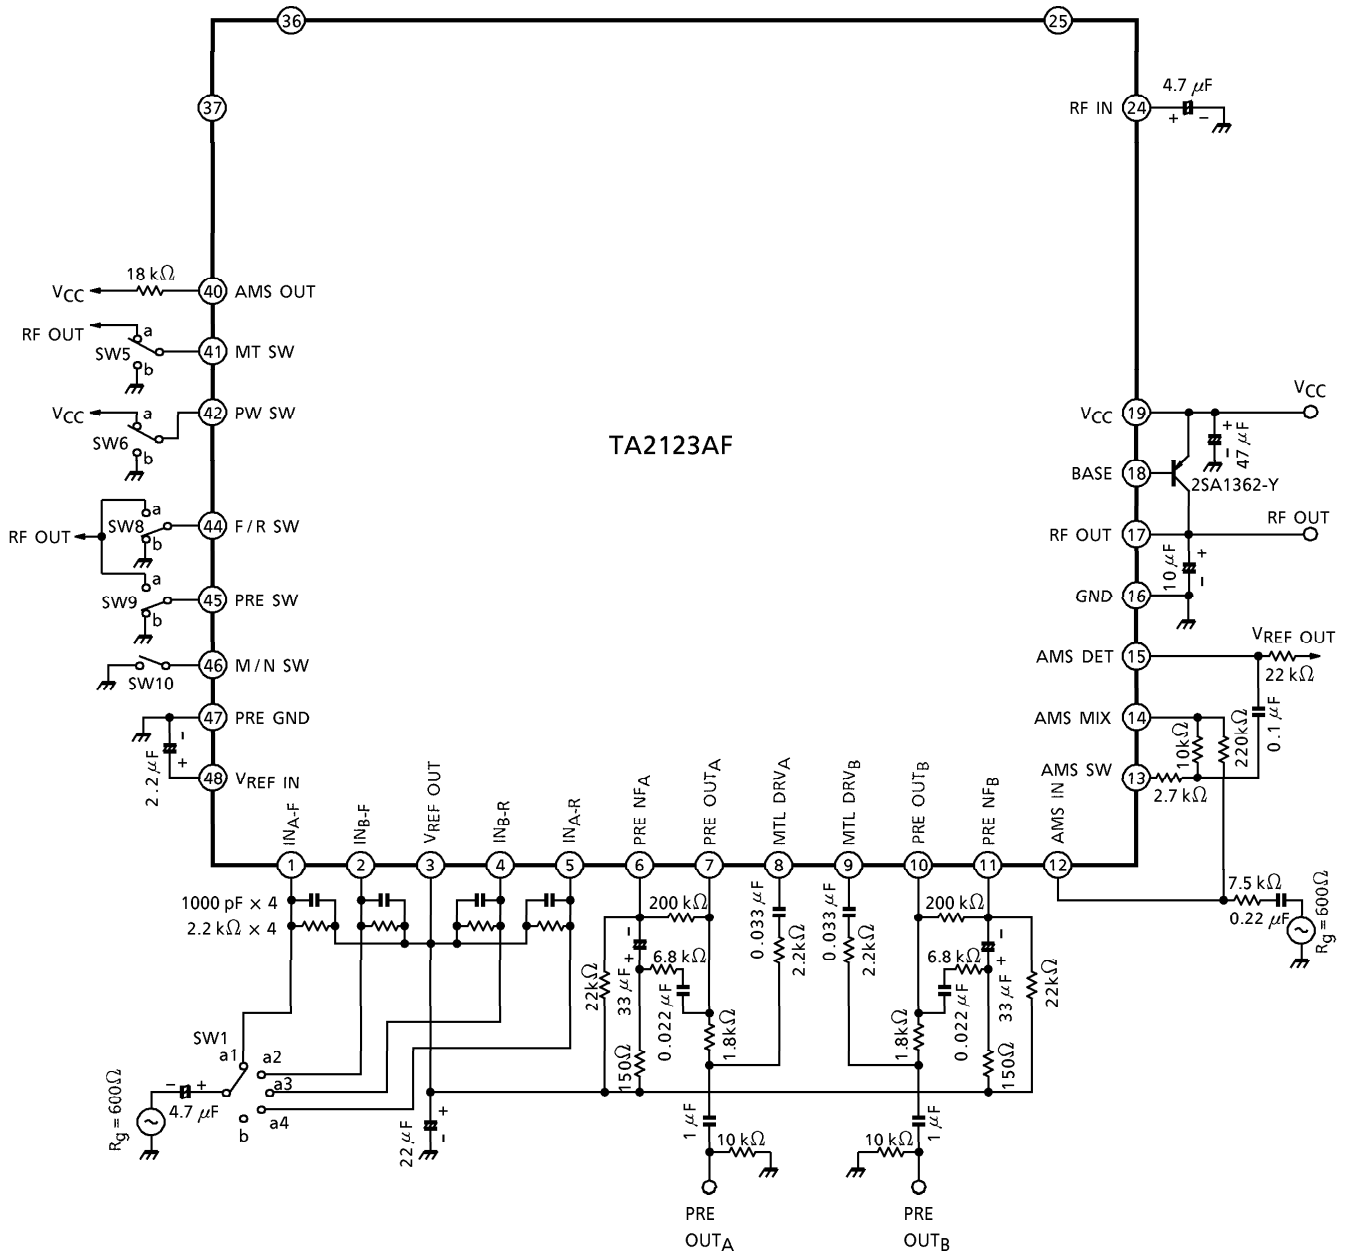 36
25
37
4.7 μF
RF IN
24
+
−
18 kΩ
VCC
40
AMS OUT
RF OUT
a
SW5
b
41
MT SW
VCC
a
SW6
b
42
PW SW
TA2123AF
VCC
VCC
19
+
−
47 μF
BASE
18
2SA1362-Y
a
SW8
b
44
F/R SW
RF OUT
RF OUT
17
RF OUT
10 μF
+
−
a
SW9
b
45
PRE SW
GND
16
46
M/N SW
SW10
AMS DET
15
VREF OUT
22 kΩ
47
PRE GND
AMS MIX
14
10kΩ
220kΩ
0.1 μF
2.2 μF
−
+
48
VREF IN
AMS SW
13
2.7 kΩ
INA-F
INB-F
VREF OUT
INB-R
INA-R
PRE NFA
PRE OUTA
MTL DRVA
MTL DRVB
PRE OUTB
PRE NFB
AMS IN
1
2
3
4
5
6
7
8
9
10
11
12
1000 pF × 4
2.2 kΩ × 4
200 kΩ
0.033 μF
0.033 μF
200 kΩ
7.5 kΩ
0.22 μF
Rg = 600Ω
−
+
22kΩ
33 μF
6.8 kΩ
0.022 μF
2.2kΩ
2.2kΩ
6.8 kΩ
0.022 μF
−
+
33 μF
22kΩ
150Ω
1.8kΩ
1.8kΩ
150Ω
SW1
a1
a2
a3
a4
b
Rg = 600Ω
−
+
4.7 μF
22 μF
+
−
1 μF
10 kΩ
10 kΩ
1 μF
PRE
OUTA
PRE
OUTB